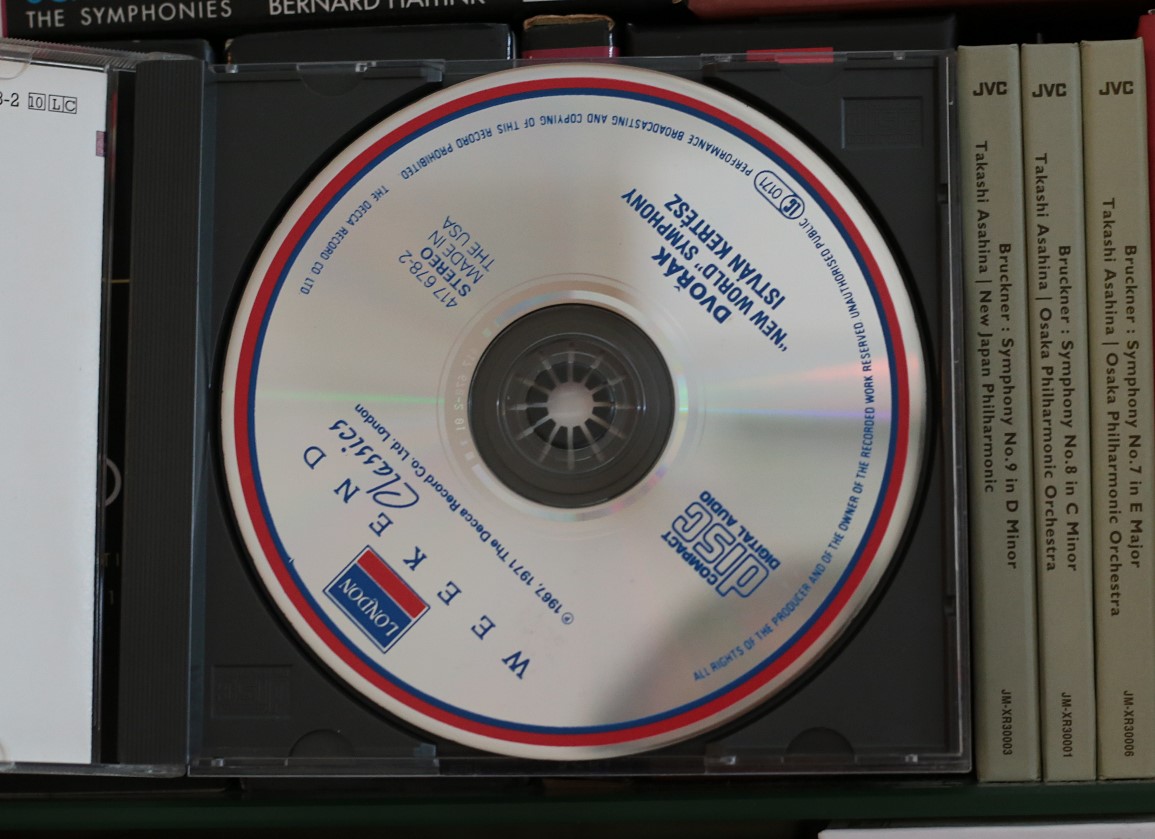 THE SYMPHONIES BERNARD HAITINK
-2 10 LC
PERFORMANCE BROADCASTING AND COPYING OF THIS RECORD PROHIBITED. THE DECCA RECORD CO LTD
ALL RIGHTS OF THE PRODUCER AND OF THE OWNER OF THE RECORDED WORK RESERVED UNAUTHORISED PUBLIC
LC 0171
DVOŘÁK
"NEW WORLD" SYMPHONY
ISTVÁN KERTÉSZ
417 678-2
STEREO
MADE IN
THE USA
COMPACT
disc
DIGITAL AUDIO
℗ 1967, 1971 The Decca Record Co. Ltd. London
WEEKEND
Classics
LONDON
JVC
Bruckner : Symphony No.9 in D Minor
Takashi Asahina | New Japan Philharmonic
JM-XR30003
JVC
Bruckner : Symphony No.8 in C Minor
Takashi Asahina | Osaka Philharmonic Orchestra
JM-XR30001
JVC
Bruckner : Symphony No.7 in E Major
Takashi Asahina | Osaka Philharmonic Orchestra
JM-XR30006